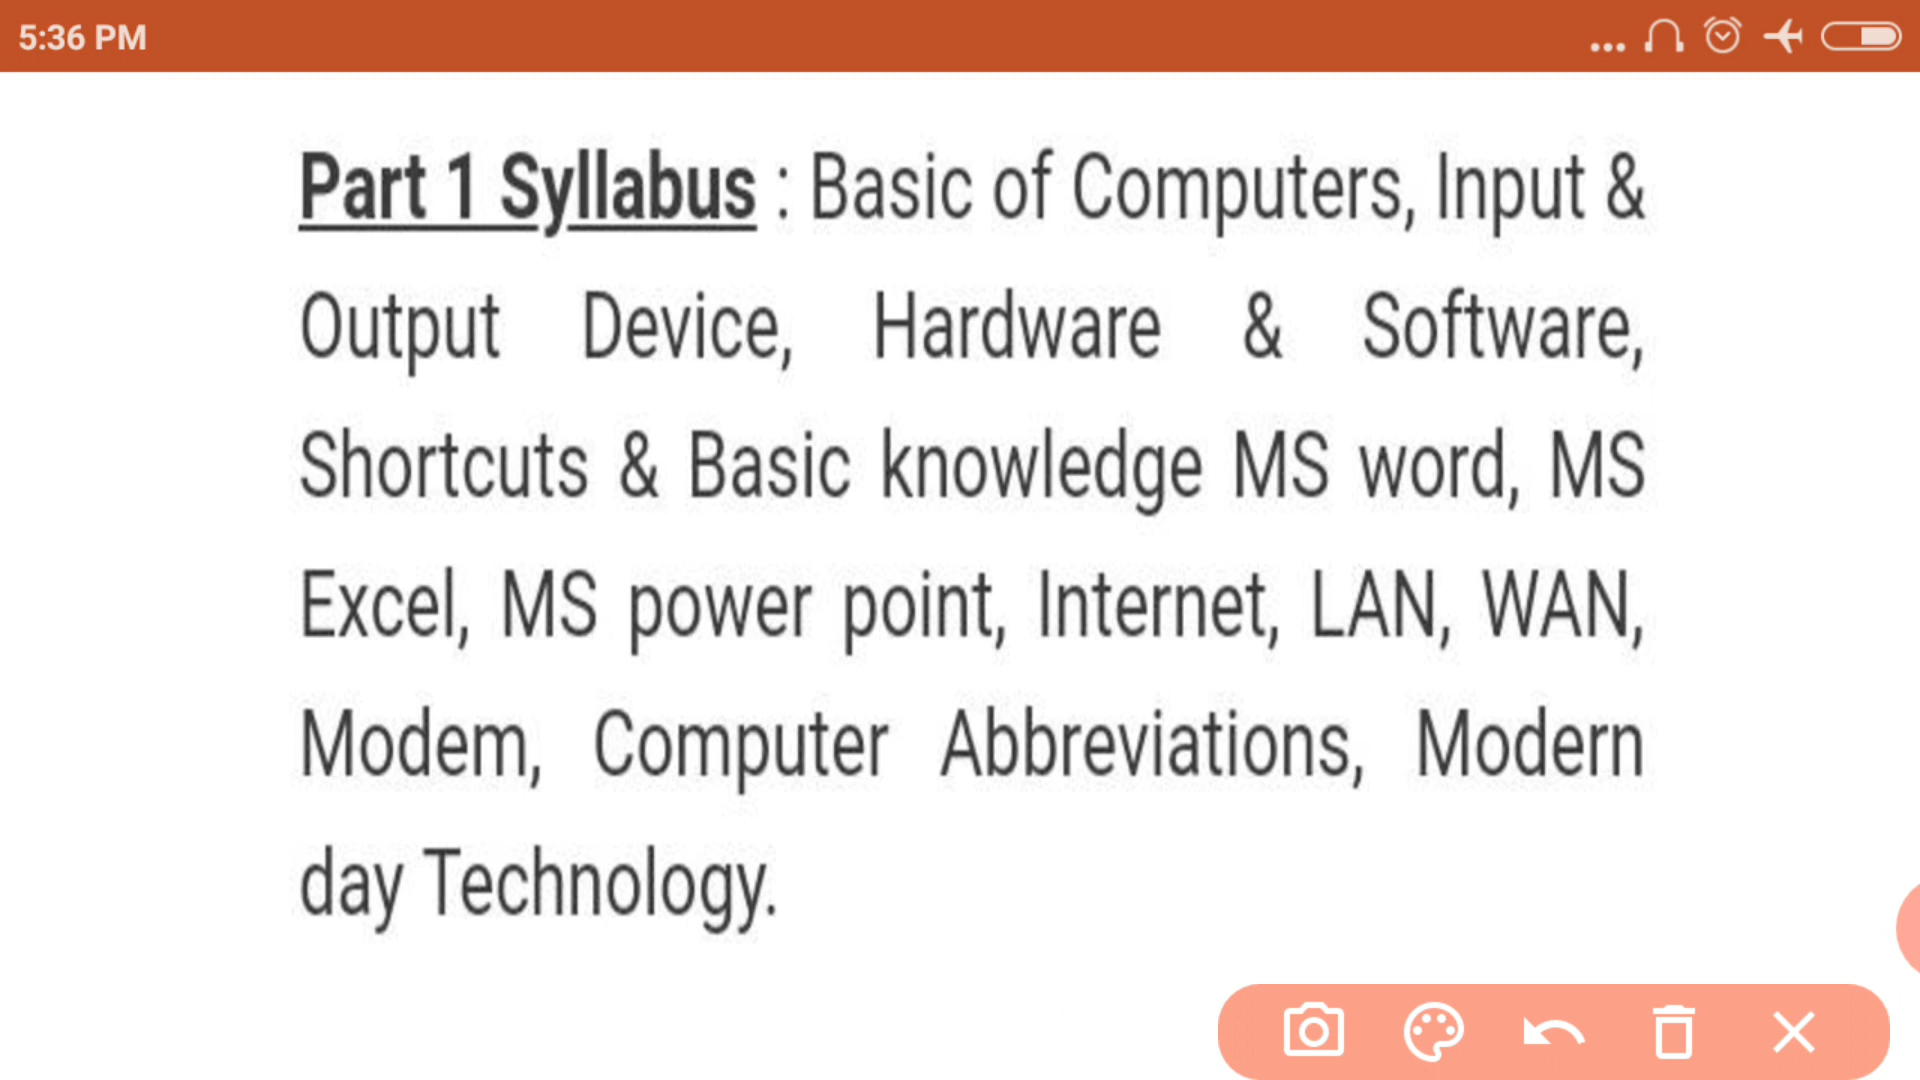 5:36 PM
Part 1 Syllabus : Basic of Computers, Input &
Output Device, Hardware & Software,
Shortcuts & Basic knowledge MS word, MS
Excel, MS power point, Internet, LAN, WAN,
Modem, Computer Abbreviations, Modern
day Technology.